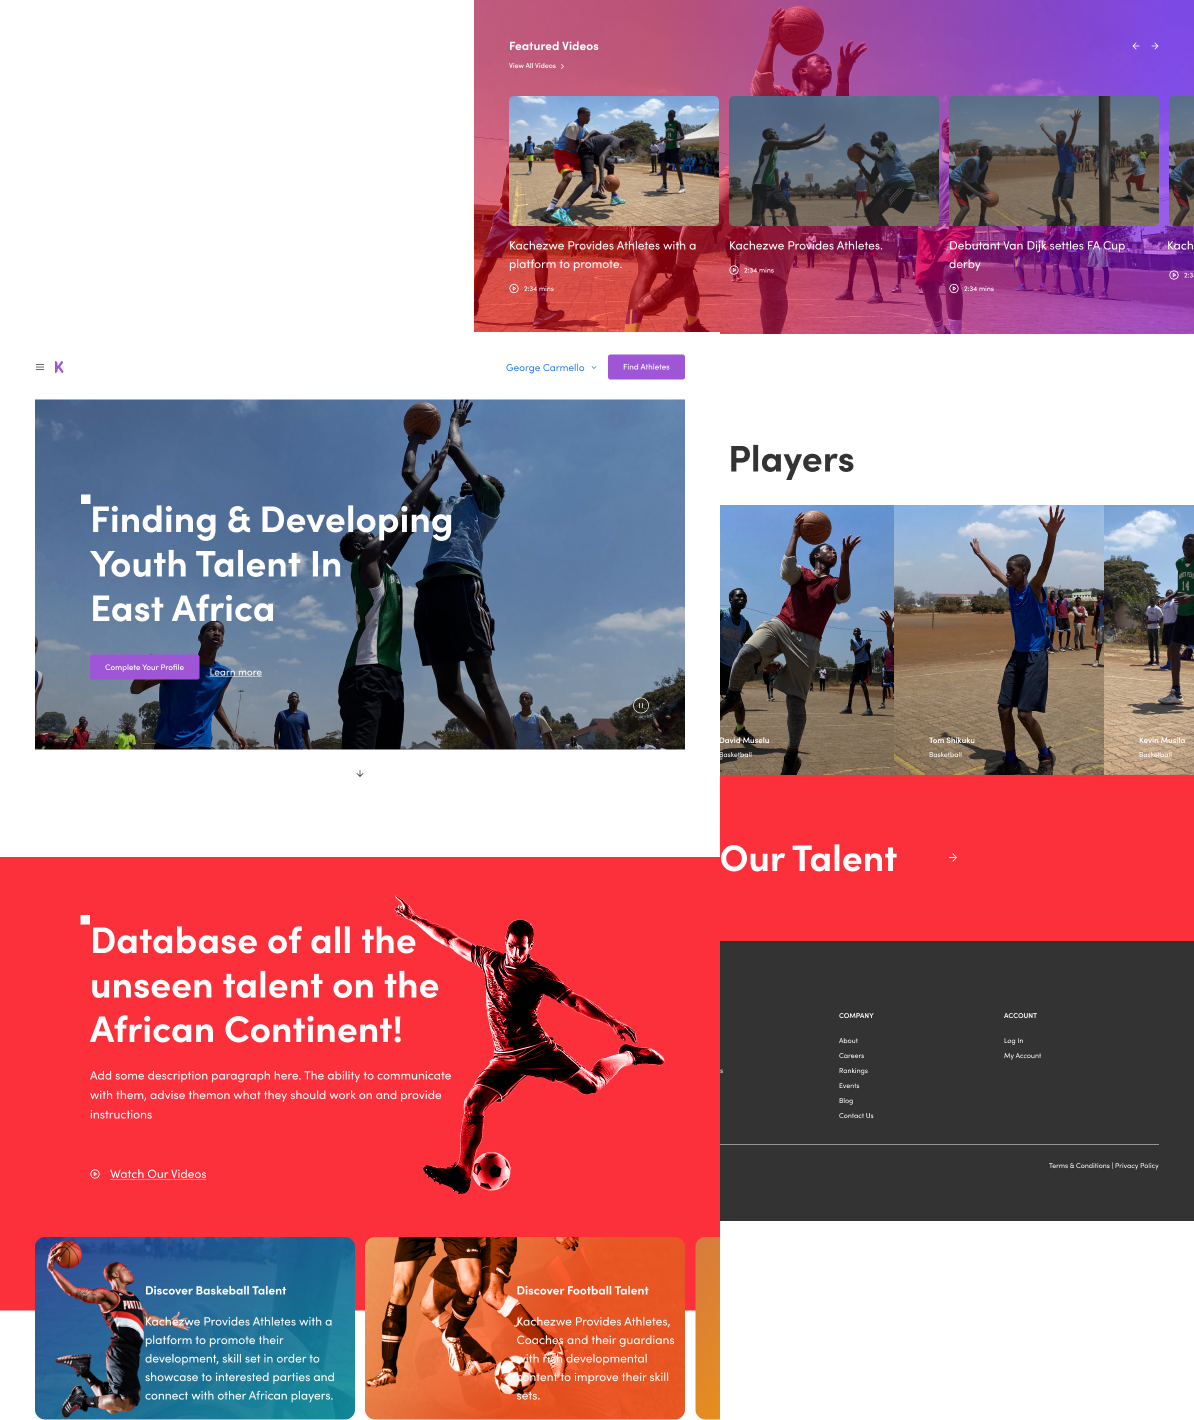 Featured Videos
View All Videos
Kachezwe Provides Athletes with a
platform to promote.
2:34 mins
Kachezwe Provides Athletes.
2:34 mins
Debutant Van Dijk settles FA Cup
derby
2:34 mins
Kach
2:3
K
George Carmello
Find Athletes
Finding & Developing
Youth Talent In
East Africa
Complete Your Profile
Learn more
Players
David Muselu
Basketball
Tom Shikuku
Basketball
Kevin Musila
Basketball
Our Talent
Database of all the
unseen talent on the
African Continent!
Add some description paragraph here. The ability to communicate
with them, advise themon what they should work on and provide
instructions
Watch Our Videos
Discover Baskeball Talent
Kachezwe Provides Athletes with a
platform to promote their
development, skill set in order to
showcase to interested parties and
connect with other African players.
Discover Football Talent
Kachezwe Provides Athletes,
Coaches and their guardians
with rich developmental
content to improve their skill
sets.
COMPANY
About
Careers
Rankings
Events
Blog
Contact Us
ACCOUNT
Log In
My Account
s
Terms & Conditions | Privacy Policy